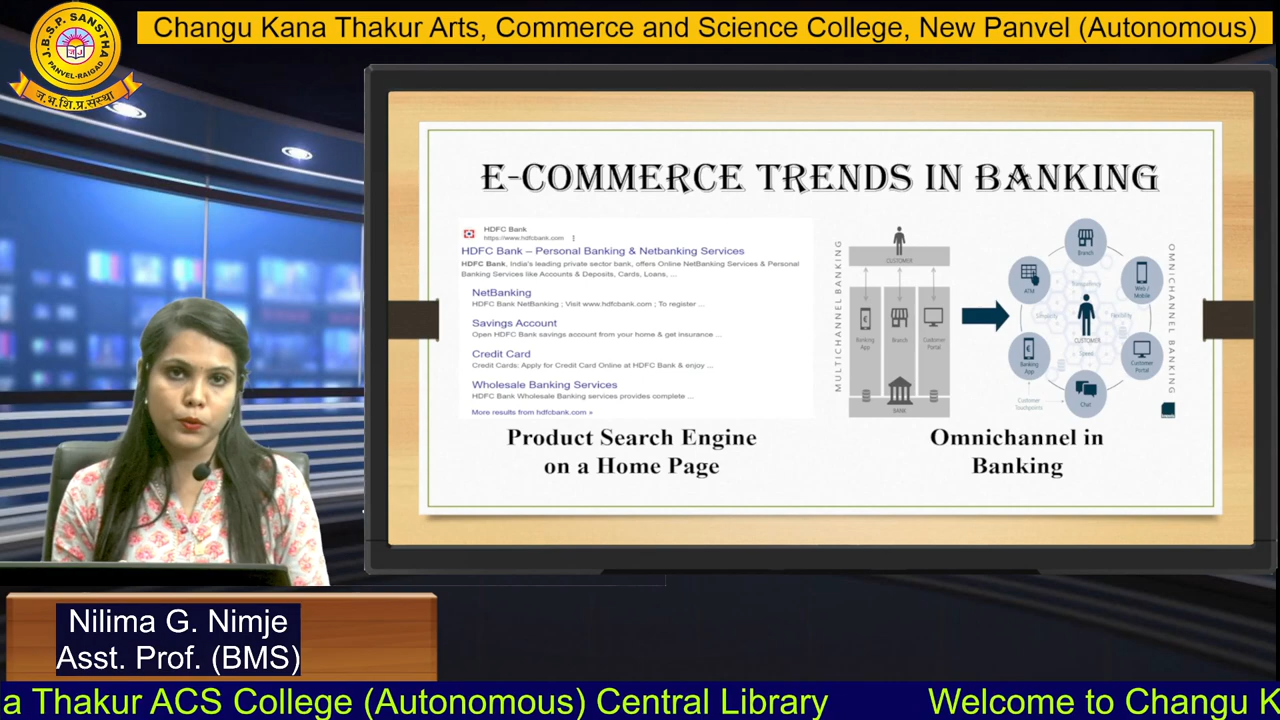 Changu Kana Thakur Arts, Commerce and Science College, New Panvel (Autonomous)
J.B.S.P. SANSTHA
PANVEL-RAIGAD
ज.भ.शि.प्र.संस्था
E-COMMERCE TRENDS IN BANKING
HDFC Bank
https://www.hdfcbank.com
HDFC Bank – Personal Banking & Netbanking Services
HDFC Bank, India's leading private sector bank, offers Online NetBanking Services & Personal
Banking Services like Accounts & Deposits, Cards, Loans, ...
NetBanking
HDFC Bank NetBanking ; Visit www.hdfcbank.com ; To register ...
Savings Account
Open HDFC Bank savings account from your home & get insurance ...
Credit Card
Credit Cards: Apply for Credit Card Online at HDFC Bank & enjoy ...
Wholesale Banking Services
HDFC Bank Wholesale Banking services provides complete ...
More results from hdfcbank.com »
Product Search Engine
on a Home Page
MULTICHANNEL BANKING
CUSTOMER
Banking
App
Branch
Customer
Portal
BANK
Branch
ATM
Web /
Mobile
Transparency
Simplicity
Flexibility
CUSTOMER
Speed
Banking
App
Customer
Portal
Chat
Customer
Touchpoints
OMNICHANNEL BANKING
Omnichannel in
Banking
Nilima G. Nimje
Asst. Prof. (BMS)
a Thakur ACS College (Autonomous) Central Library
Welcome to Changu K